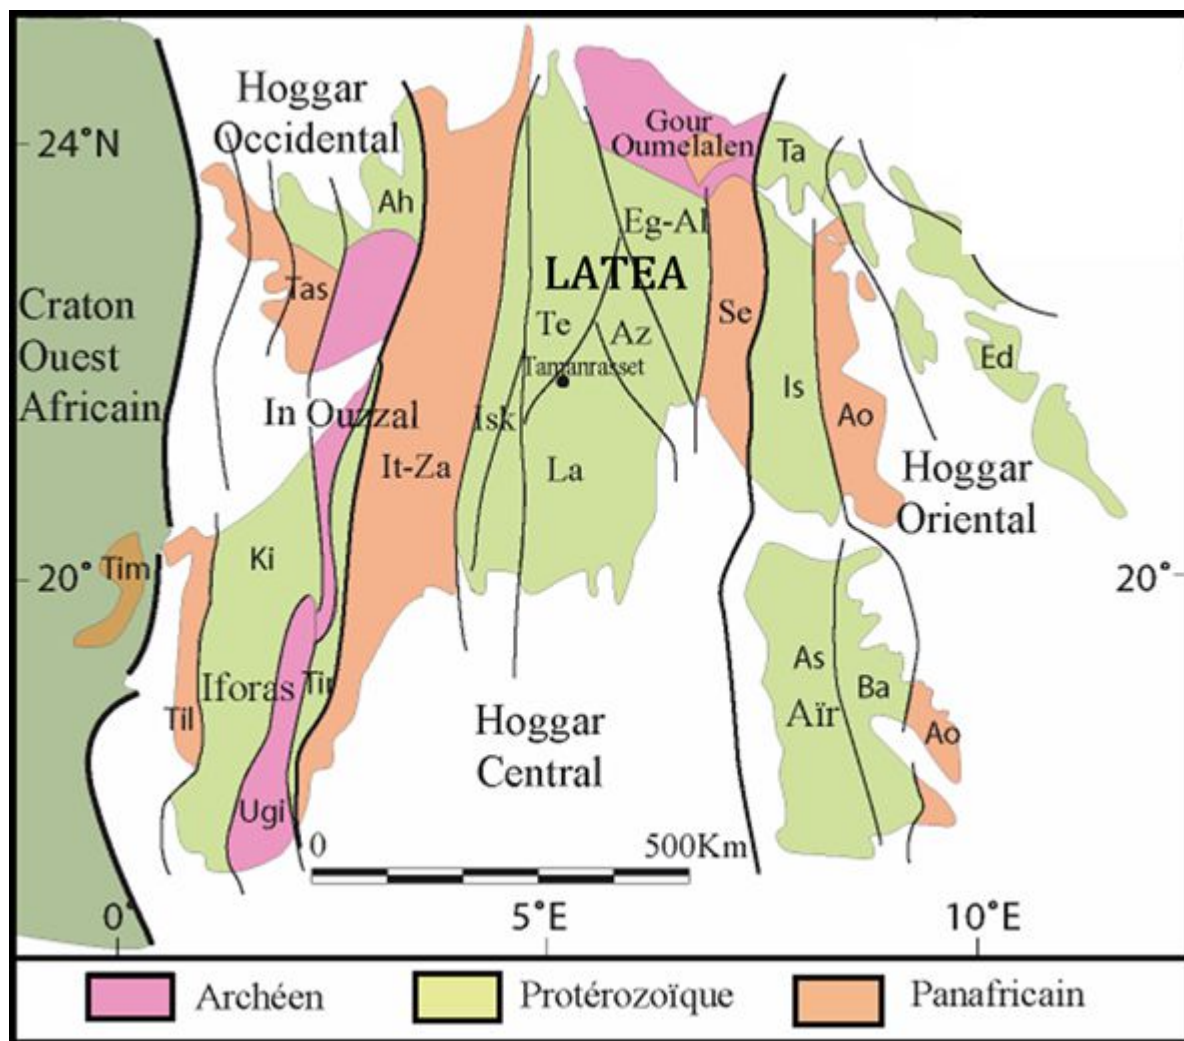 Hoggar
Occidental
24°N
Gour
Oumelalen
Ta
Ah
Eg-Al
LATEA
Tas
Craton
Ouest
Africain
Se
Te
Az
Tamanrasset
Ed
Is
In Ouzzal
Isk
Ao
It-Za
La
Hoggar
Oriental
Ki
Tim
20°
20°
As
Iforas
Tir
Ba
Aïr
Til
Hoggar
Central
Ao
Ugi
0
500Km
0°
5°E
10°E
Archéen
Protérozoïque
Panafricain